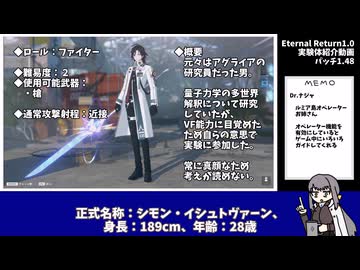 Eternal Return1.0
実験体紹介動画
パッチ1.48
◆ロール：ファイター
◆難易度：２
◆使用可能武器：
・槍
◆通常攻撃射程：近接
◆概要
元々はアグライアの
研究員だった男。
量子力学の多世界
解釈について研究
していたが、
VF能力に目覚めた
ため自らの意思で
実験に参加した。
常に真顔なため
考えが読めない。
MEMO
Dr.ナジャ
ルミア島オペレーター
お姉さん
オペレーター機能を
有効にしていると
ゲーム中にいろいろ
ガイドしてくれる
正式名称：シモン・イシュトヴァーン、
身長：189cm、年齢：28歳